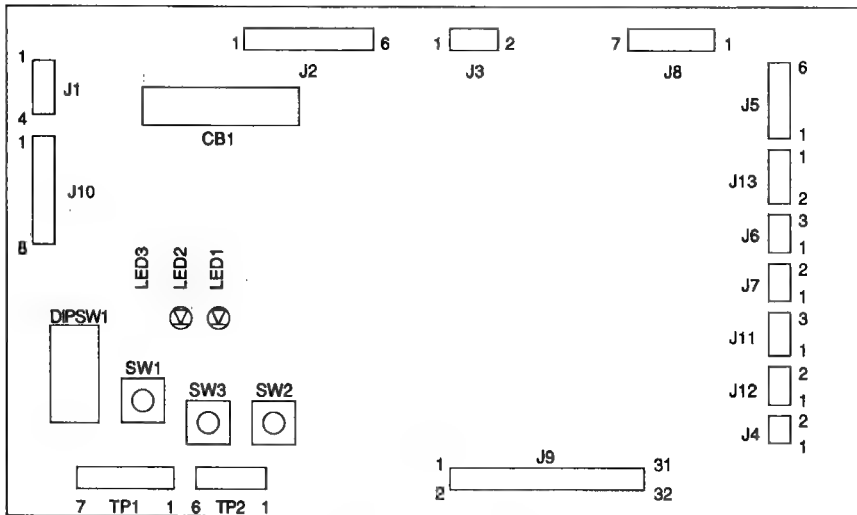 1 6
J2
1 2
J3
7 1
J8
1
J1
4
1
J10
8
CB1
6
J5
1
1
J13
2
3
J6
1
2
J7
1
3
J11
1
2
J12
1
2
J4
1
LED3
LED2
LED1
DIPSW1
SW1
SW3
SW2
7 TP1 1
6 TP2 1
J9
1 31
2 32